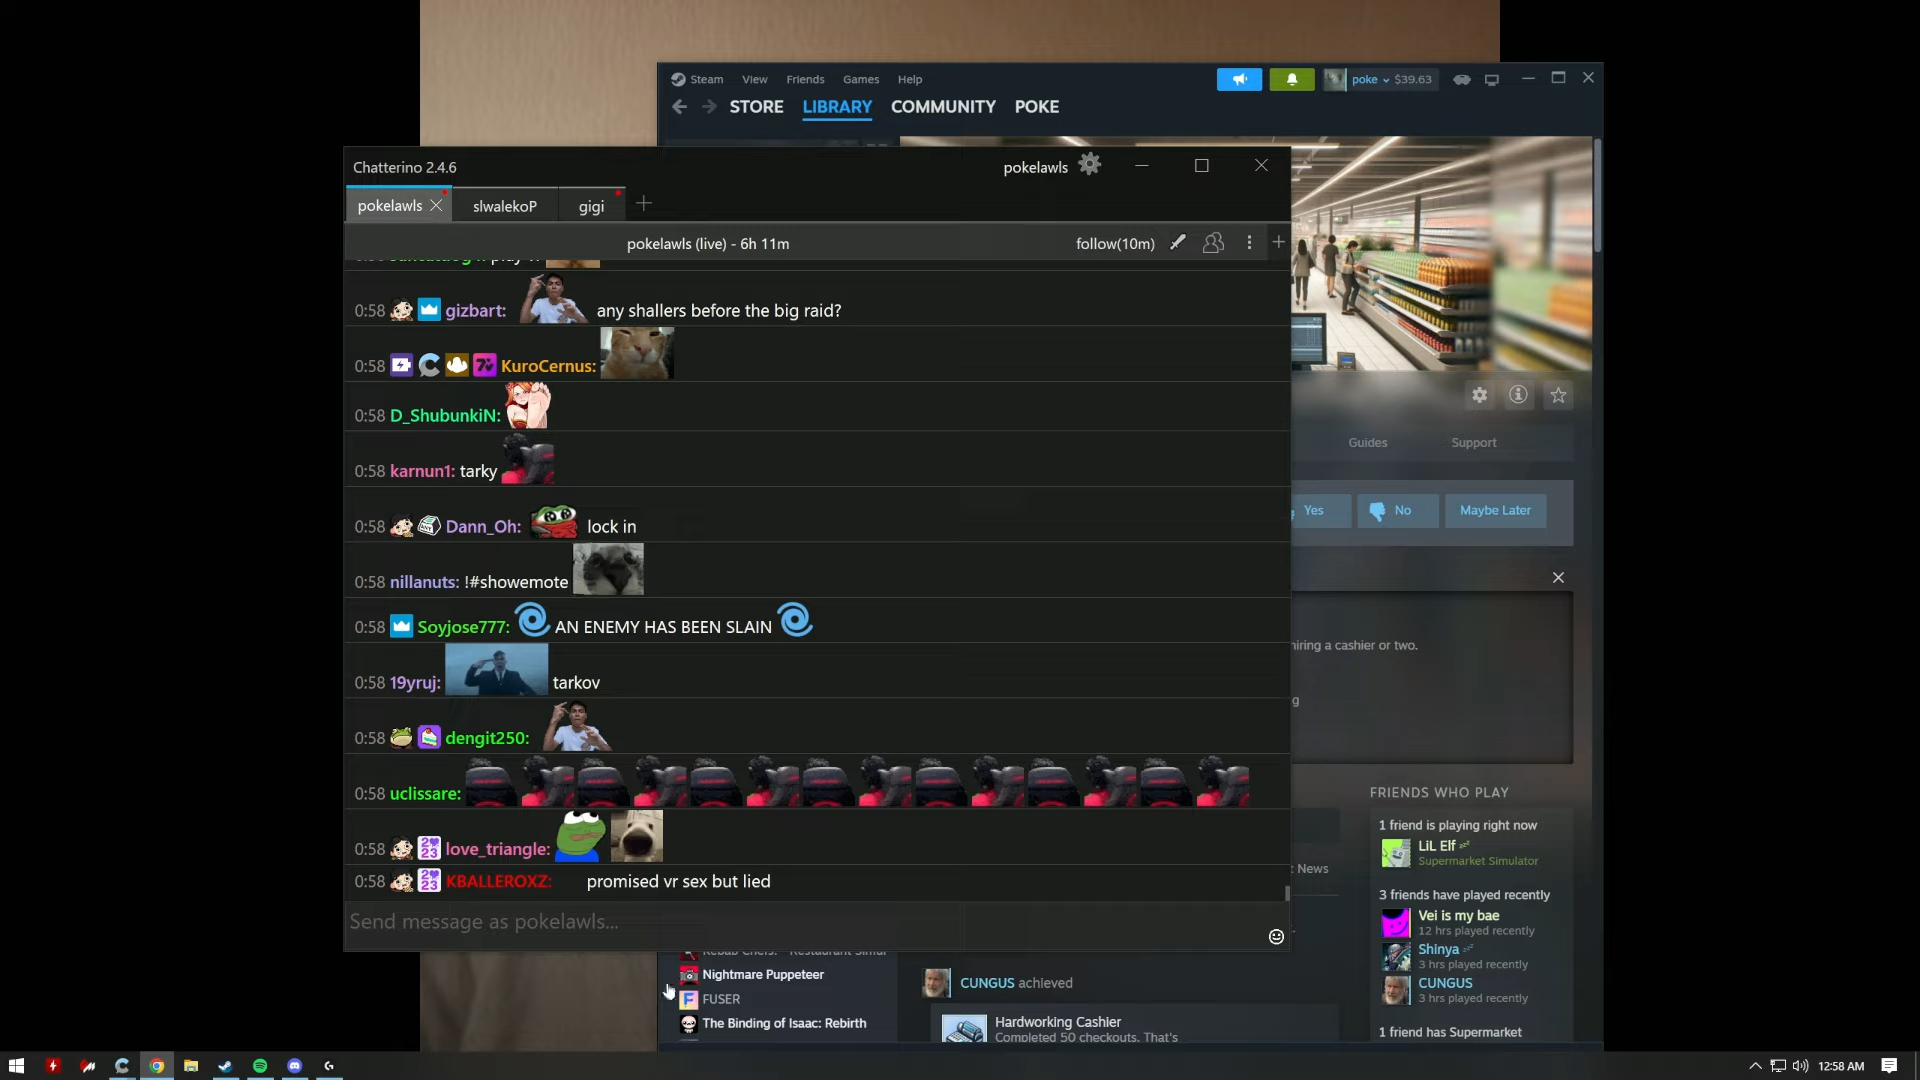 Steam View Friends Games Help
poke $39.63
STORE LIBRARY COMMUNITY POKE
Chatterino 2.4.6
pokelawls
pokelawls slwalekoP gigi
pokelawls (live) - 6h 11m
follow(10m)
0:58 gizbart: any shallers before the big raid?
0:58 KuroCernus:
0:58 D_ShubunkiN:
0:58 karnun1: tarky
0:58 Dann_Oh: lock in
0:58 nillanuts: !#showemote
0:58 Soyjose777: AN ENEMY HAS BEEN SLAIN
0:58 19yruj: tarkov
0:58 dengit250:
0:58 uclissare:
0:58 love_triangle:
0:58 KBALLEROXZ: promised vr sex but lied
Send message as pokelawls...
Guides Support
Yes No Maybe Later
hiring a cashier or two.
News
FRIENDS WHO PLAY
1 friend is playing right now
LiL Elf
Supermarket Simulator
3 friends have played recently
Vei is my bae
12 hrs played recently
Shinya
3 hrs played recently
CUNGUS
3 hrs played recently
1 friend has Supermarket
Nightmare Puppeteer
FUSER
The Binding of Isaac: Rebirth
CUNGUS achieved
Hardworking Cashier
Completed 50 checkouts. That's
12:58 AM